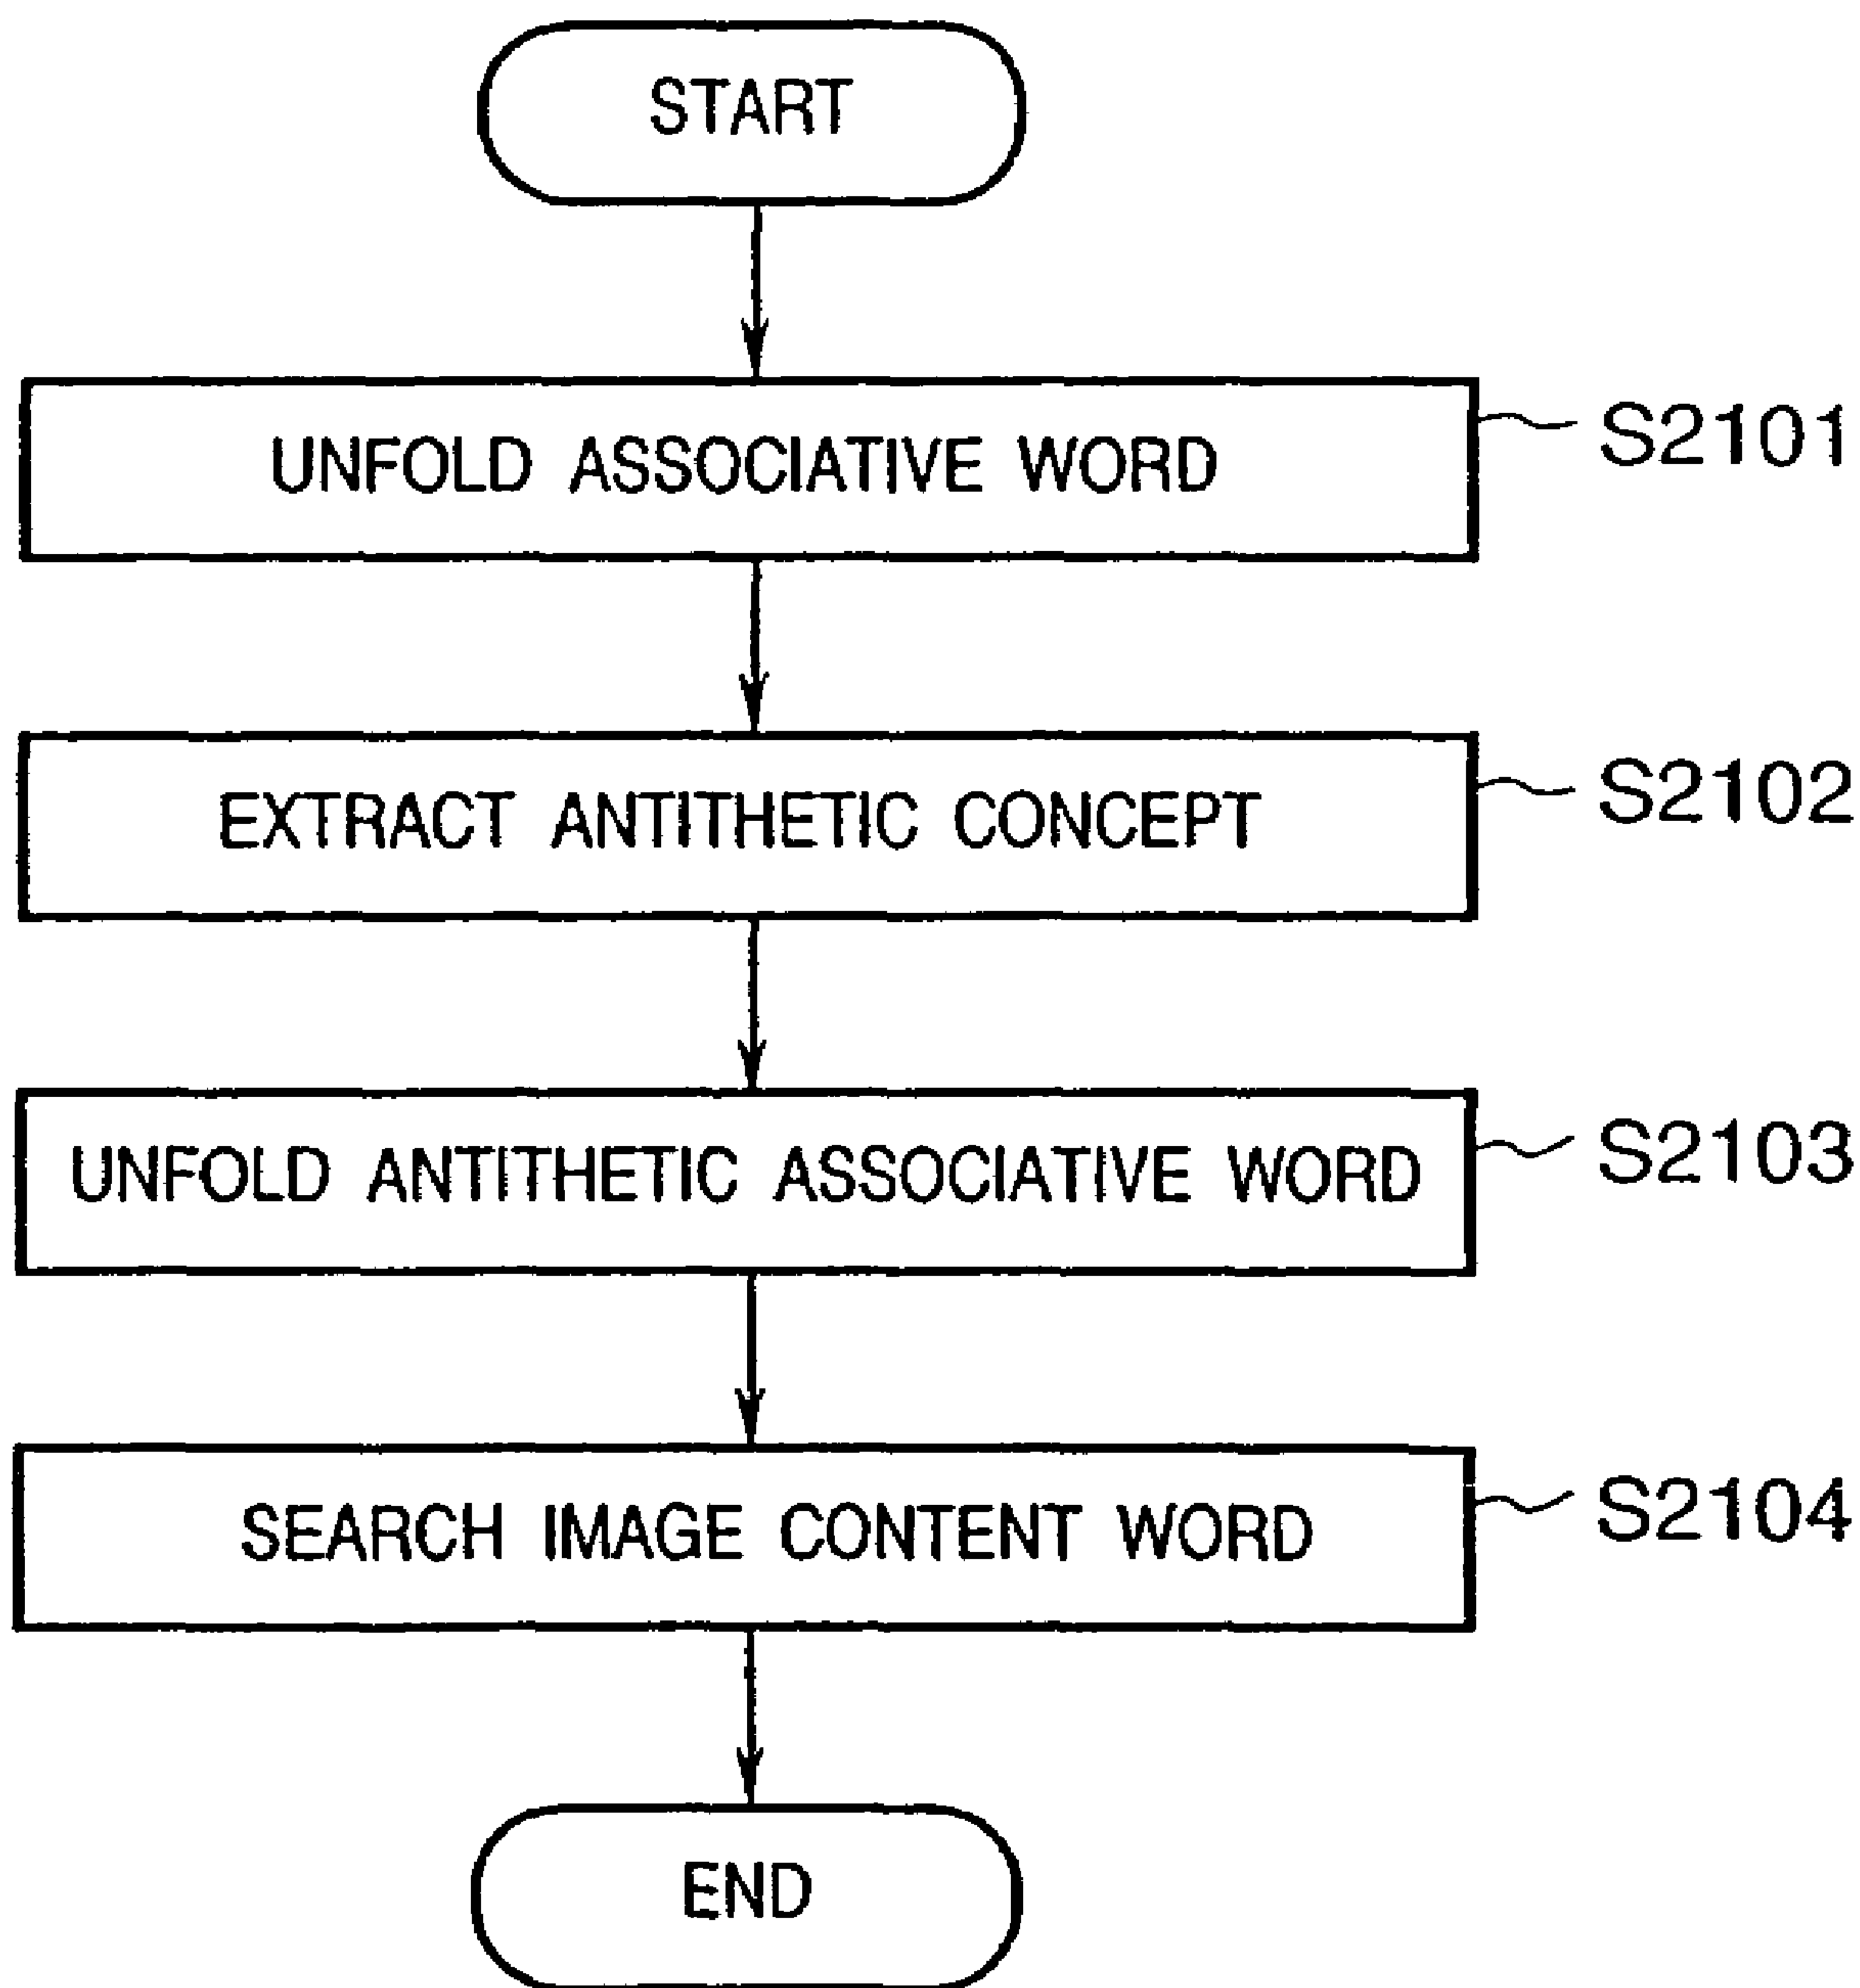 START
UNFOLD ASSOCIATIVE WORD
S2101
EXTRACT ANTITHETIC CONCEPT
S2102
UNFOLD ANTITHETIC ASSOCIATIVE WORD
S2103
SEARCH IMAGE CONTENT WORD
S2104
END